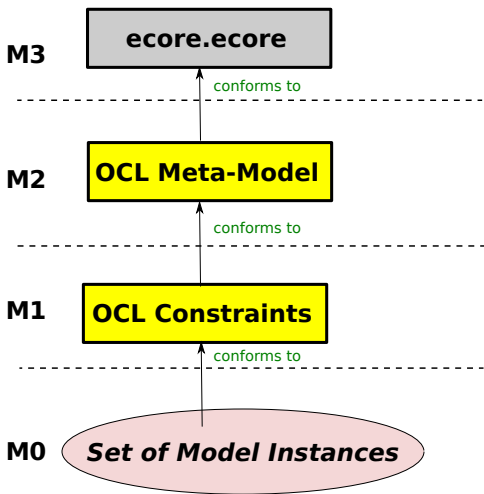 M3
ecore.ecore
conforms to
M2
OCL Meta-Model
conforms to
M1
OCL Constraints
conforms to
M0
Set of Model Instances